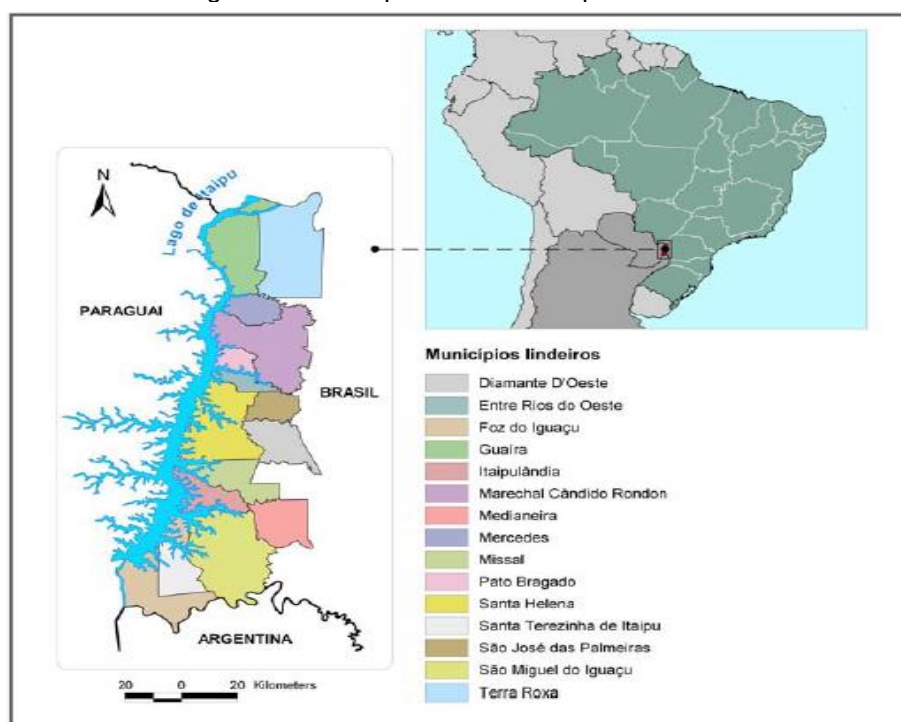 N
Lago de Itaipu
PARAGUAI
BRASIL
ARGENTINA
20 0 20 Kilometers
Municípios lindeiros
Diamante D'Oeste
Entre Rios do Oeste
Foz do Iguaçu
Guaíra
Itaipulândia
Marechal Cândido Rondon
Medianeira
Mercedes
Missal
Pato Bragado
Santa Helena
Santa Terezinha de Itaipu
São José das Palmeiras
São Miguel do Iguaçu
Terra Roxa